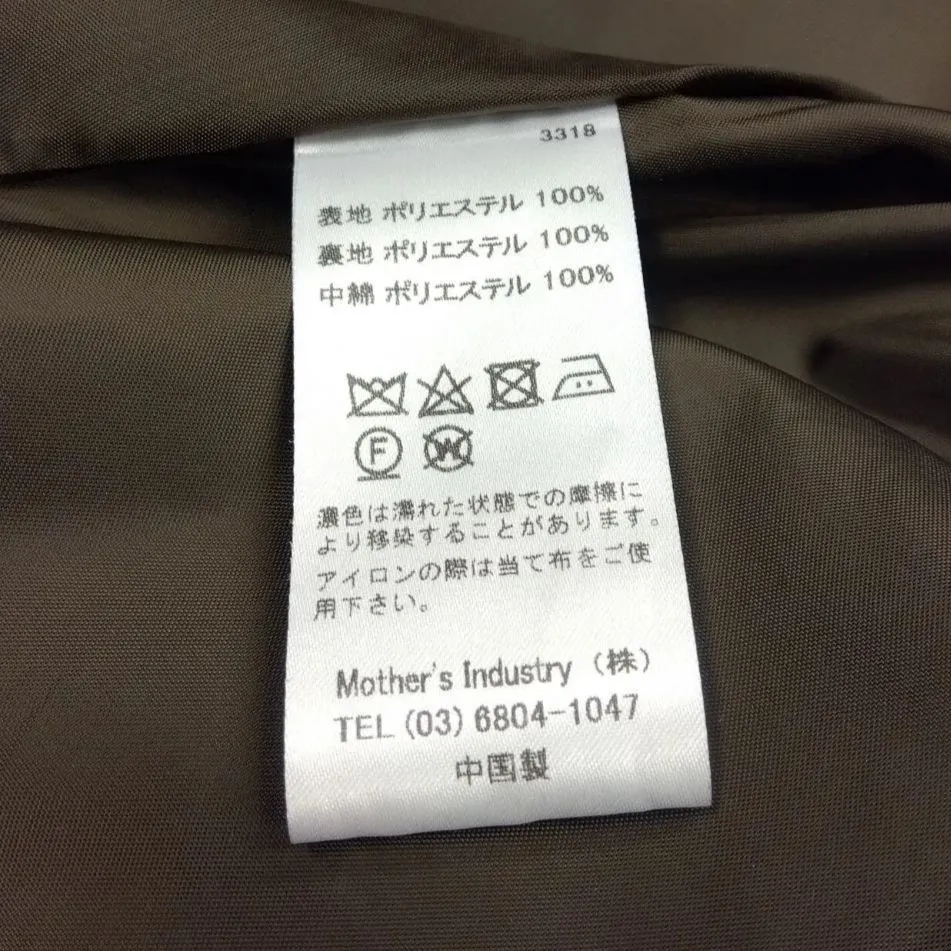 3318
表地 ポリエステル 100%
裏地 ポリエステル 100%
中綿 ポリエステル 100%
F W
濃色は濡れた状態での摩擦に
より移染することがあります。
アイロンの際は当て布をご使
用下さい。
Mother's Industry (株)
TEL (03) 6804-1047
中国製